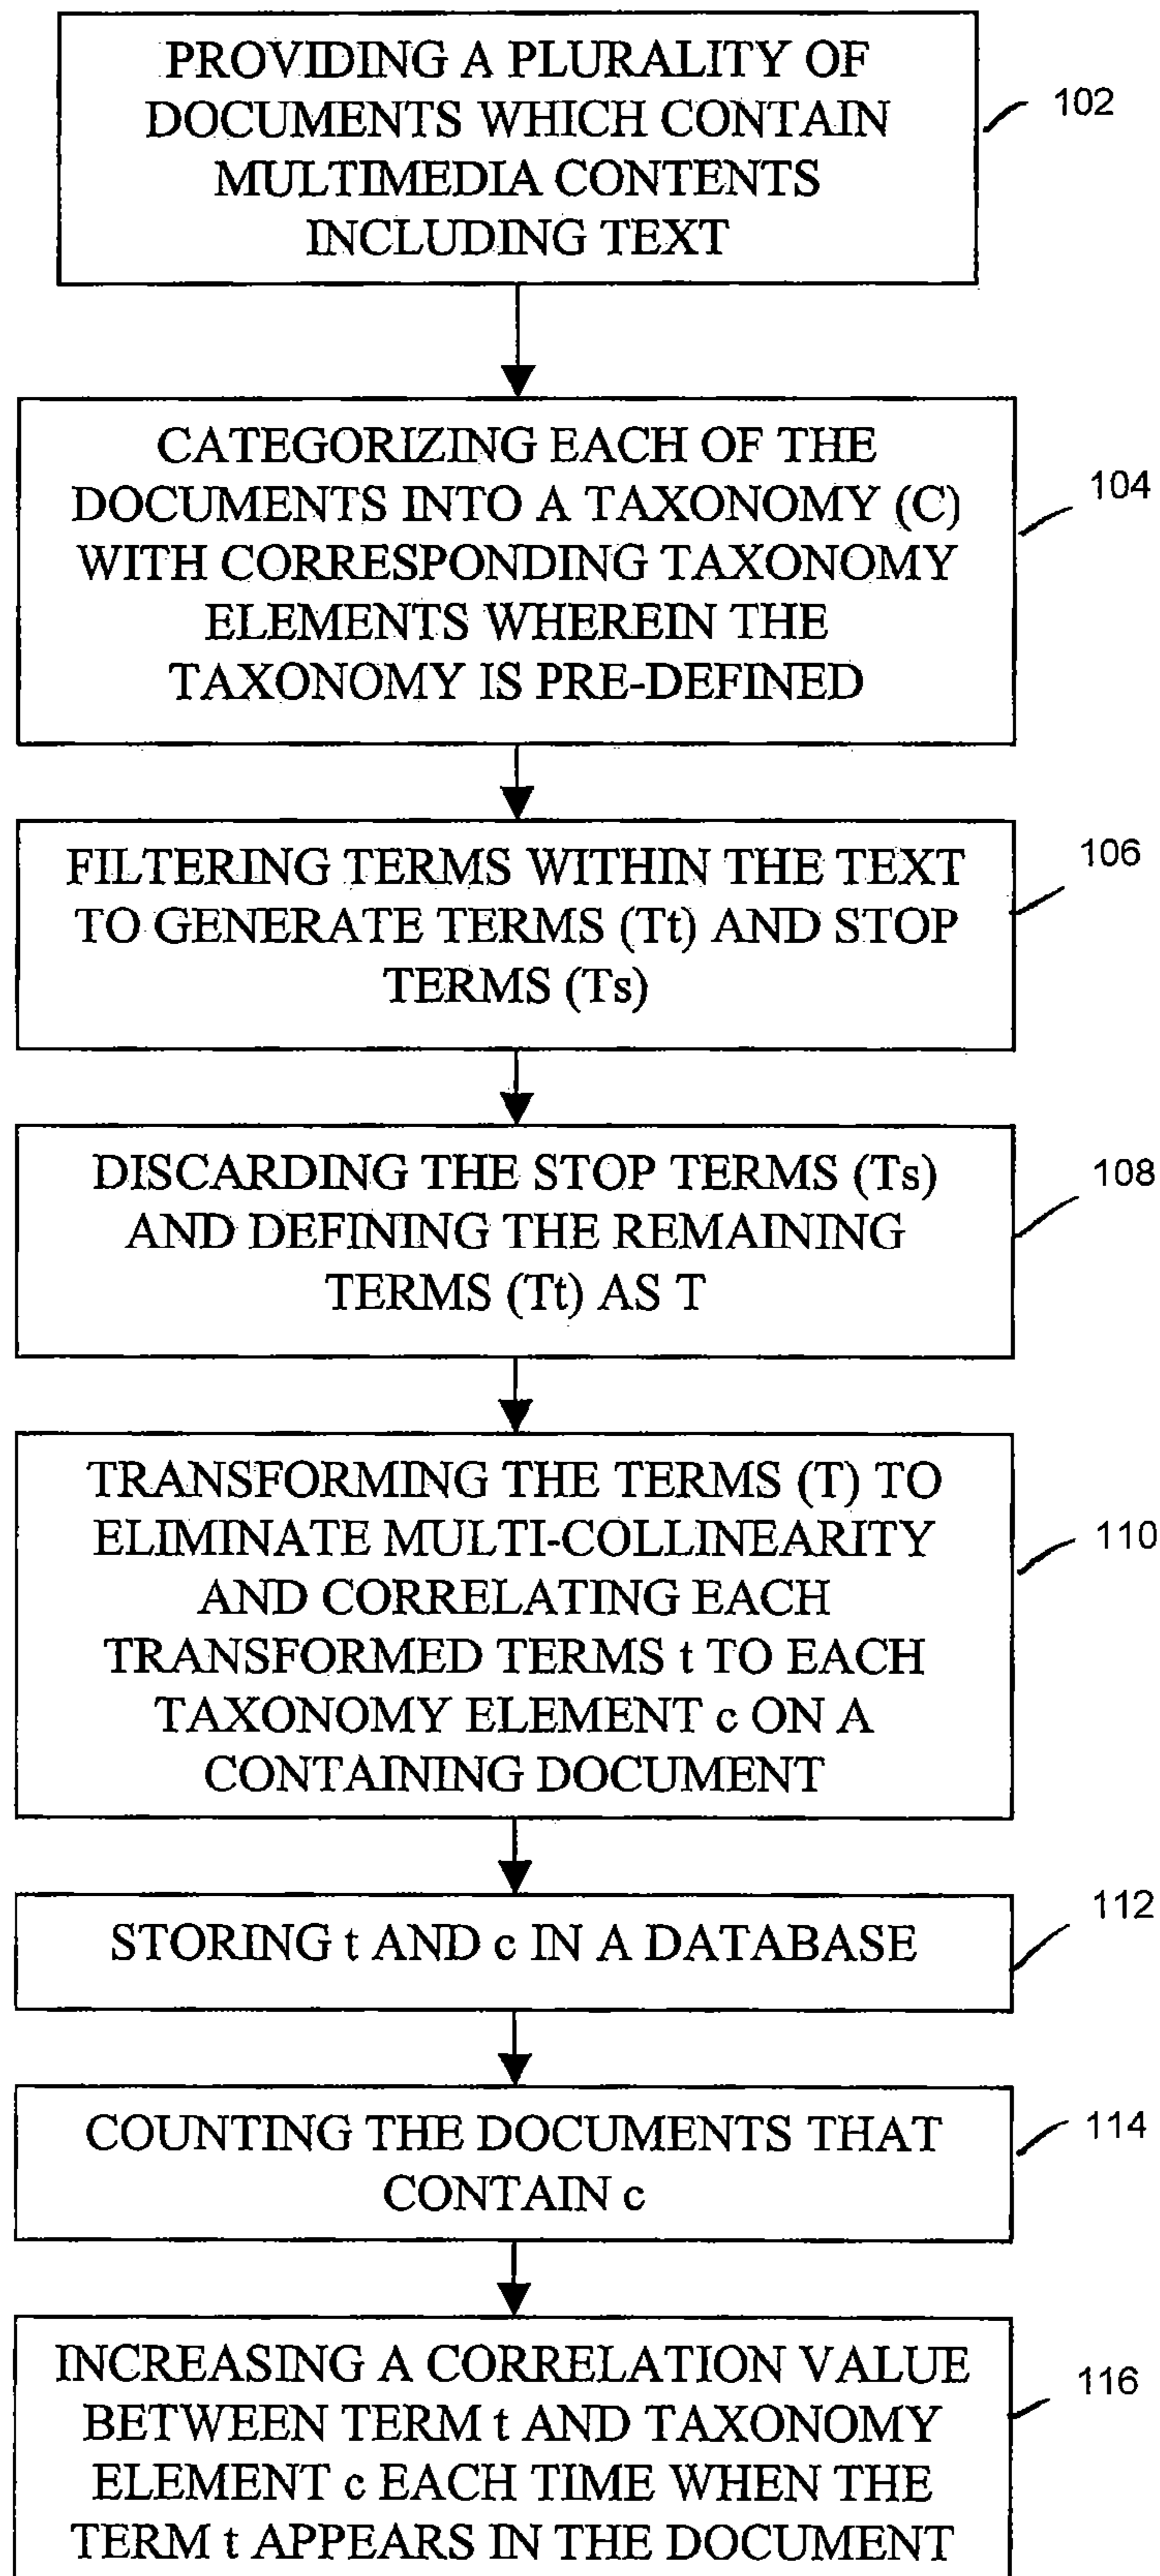 PROVIDING A PLURALITY OF
DOCUMENTS WHICH CONTAIN
MULTIMEDIA CONTENTS
INCLUDING TEXT
102
CATEGORIZING EACH OF THE
DOCUMENTS INTO A TAXONOMY (C)
WITH CORRESPONDING TAXONOMY
ELEMENTS WHEREIN THE
TAXONOMY IS PRE-DEFINED
104
FILTERING TERMS WITHIN THE TEXT
TO GENERATE TERMS (Tt) AND STOP
TERMS (Ts)
106
DISCARDING THE STOP TERMS (Ts)
AND DEFINING THE REMAINING
TERMS (Tt) AS T
108
TRANSFORMING THE TERMS (T) TO
ELIMINATE MULTI-COLLINEARITY
AND CORRELATING EACH
TRANSFORMED TERMS t TO EACH
TAXONOMY ELEMENT c ON A
CONTAINING DOCUMENT
110
STORING t AND c IN A DATABASE
112
COUNTING THE DOCUMENTS THAT
CONTAIN c
114
INCREASING A CORRELATION VALUE
BETWEEN TERM t AND TAXONOMY
ELEMENT c EACH TIME WHEN THE
TERM t APPEARS IN THE DOCUMENT
116